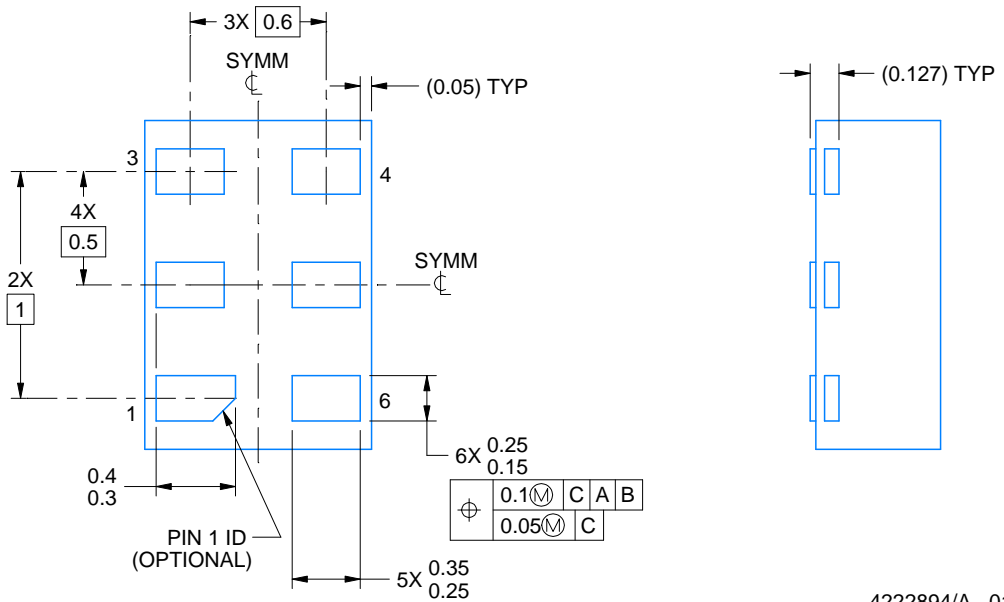 3X 0.6
SYMM
(0.05) TYP
(0.127) TYP
3
4
4X
0.5
SYMM
2X
1
1
6
6X 0.25
0.15
0.4
0.3
0.1Ⓜ C A B
0.05Ⓜ C
PIN 1 ID
(OPTIONAL)
5X 0.35
0.25